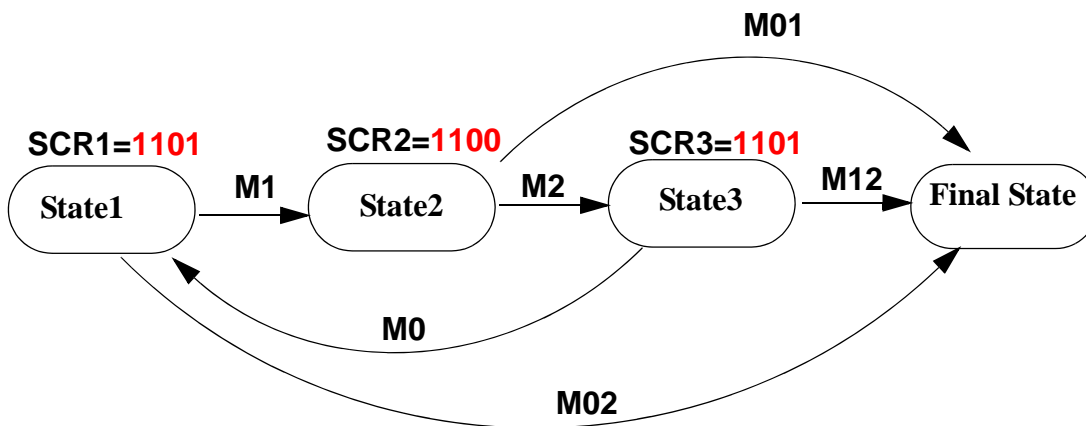 M01
SCR1=1101
SCR2=1100
SCR3=1101
State1
M1
State2
M2
State3
M12
Final State
M0
M02